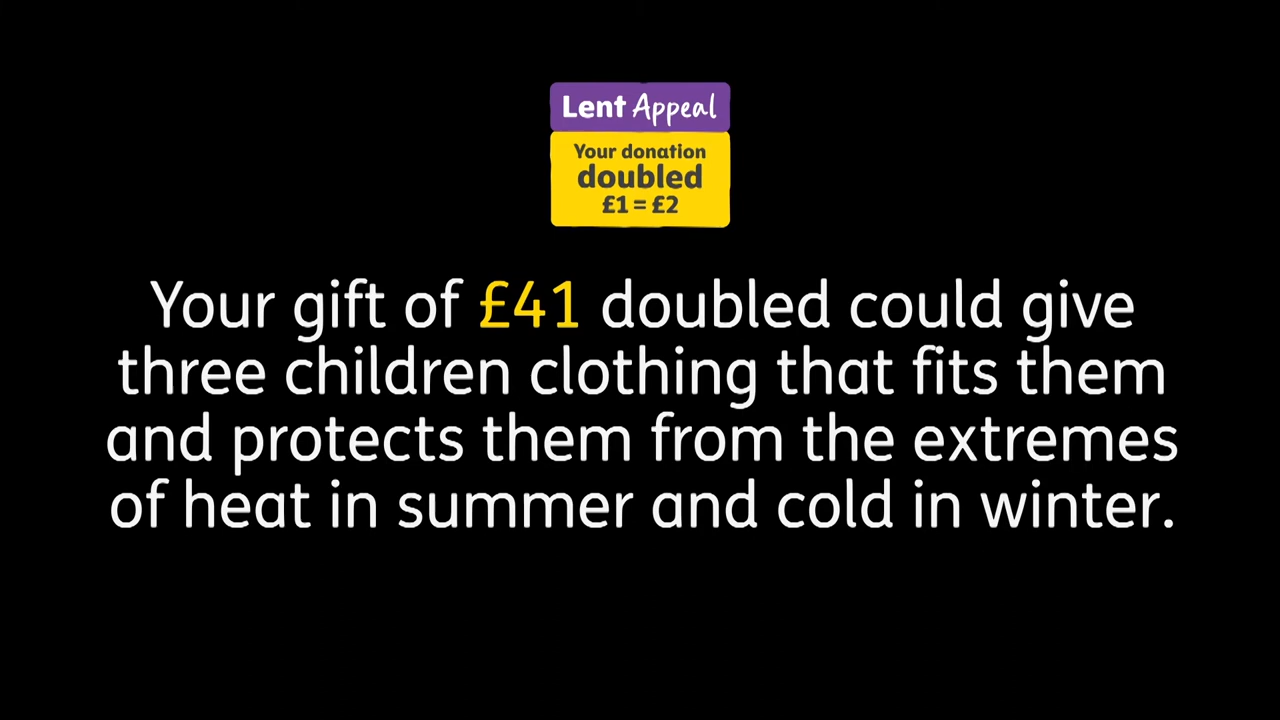 Lent Appeal
Your donation
doubled
£1 = £2
Your gift of £41 doubled could give
three children clothing that fits them
and protects them from the extremes
of heat in summer and cold in winter.